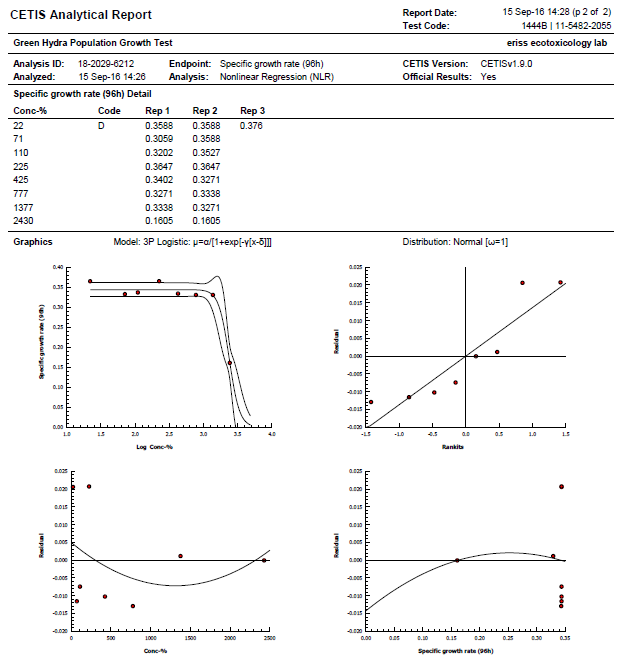 CETIS Analytical Report
Report Date: 15 Sep-16 14:28 (p 2 of 2)
Test Code: 1444B | 11-5482-2055
Green Hydra Population Growth Test eriss ecotoxicology lab
Analysis ID: 18-2029-6212 Endpoint: Specific growth rate (96h) CETIS Version: CETISv1.9.0
Analyzed: 15 Sep-16 14:26 Analysis: Nonlinear Regression (NLR) Official Results: Yes
Specific growth rate (96h) Detail
Conc-% Code Rep 1 Rep 2 Rep 3
22 D 0.3588 0.3588 0.376
71 0.3059 0.3588
110 0.3202 0.3527
225 0.3647 0.3647
425 0.3402 0.3271
777 0.3271 0.3338
1377 0.3338 0.3271
2430 0.1605 0.1605
Graphics Model: 3P Logistic: μ=α/[1+exp[-γ[x-δ]]] Distribution: Normal [ω=1]
0.40
0.35
0.30
0.25
0.20
0.15
0.10
0.05
0.00
Specific growth rate (96h)
1.0 1.5 2.0 2.5 3.0 3.5 4.0
Log Conc-%
0.025
0.020
0.015
0.010
0.005
0.000
-0.005
-0.010
-0.015
-0.020
Residual
-1.5 -1.0 -0.5 0.0 0.5 1.0 1.5
Rankits
0.025
0.020
0.015
0.010
0.005
0.000
-0.005
-0.010
-0.015
-0.020
Residual
0 500 1000 1500 2000 2500
Conc-%
0.025
0.020
0.015
0.010
0.005
0.000
-0.005
-0.010
-0.015
-0.020
Residual
0.00 0.05 0.10 0.15 0.20 0.25 0.30 0.35
Specific growth rate (96h)